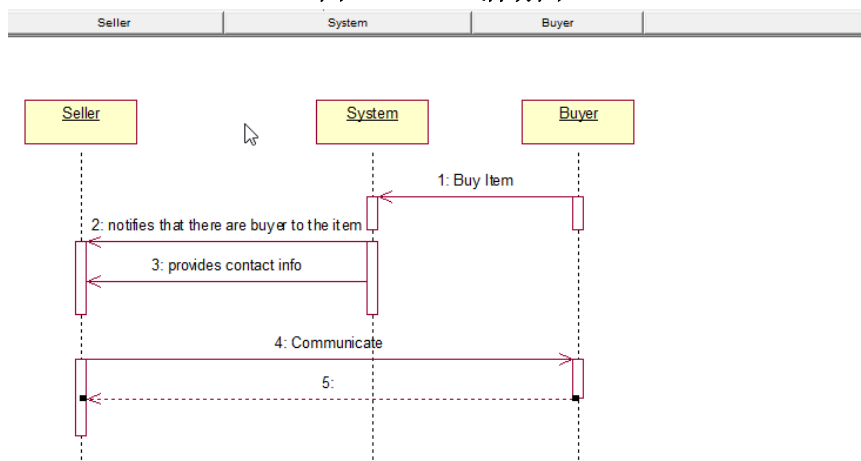 Seller System Buyer
Seller System Buyer
1: Buy Item
2: notifies that there are buyer to the item
3: provides contact info
4: Communicate
5: